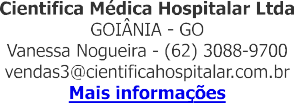 Cientifica Médica Hospitalar Ltda
GOIÂNIA - GO
Vanessa Nogueira - (62) 3088-9700
vendas3@cientificahospitalar.com.br
Mais informações